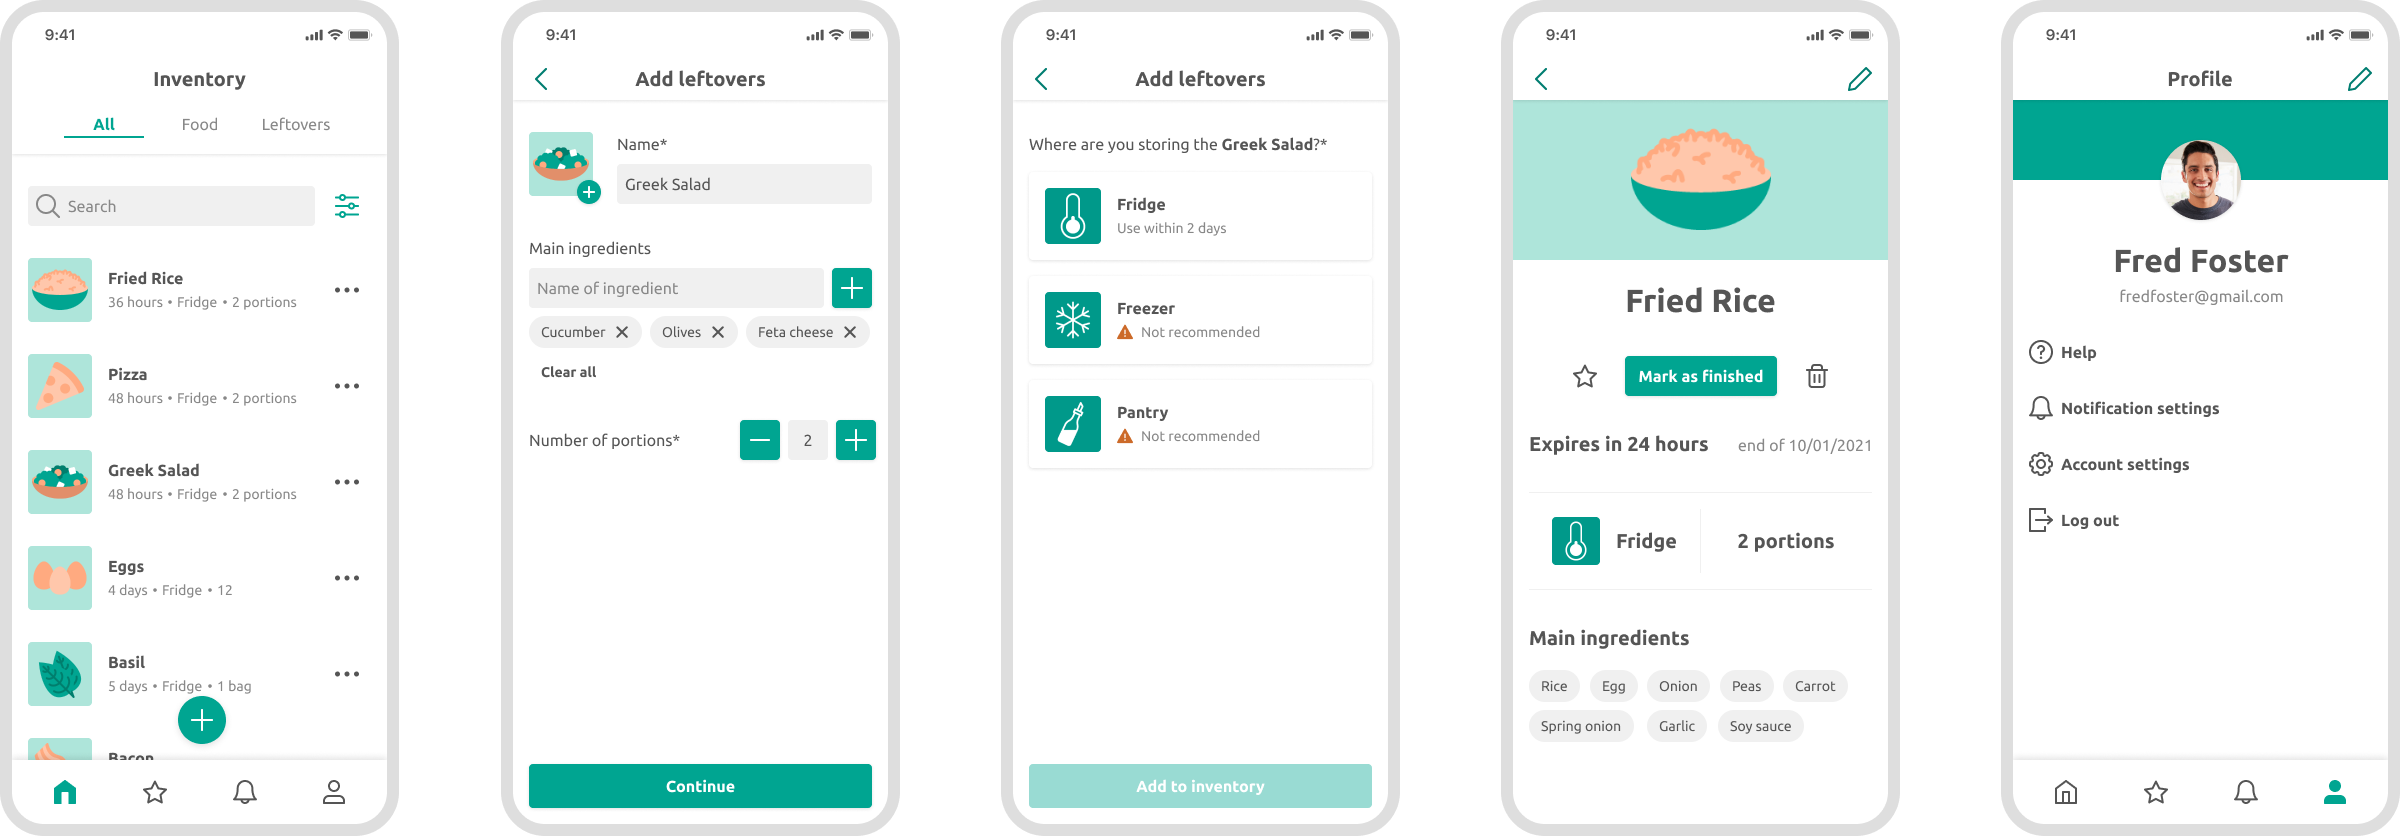 9:41
Inventory
All Food Leftovers
Search
Fried Rice
36 hours • Fridge • 2 portions
Pizza
48 hours • Fridge • 2 portions
Greek Salad
48 hours • Fridge • 2 portions
Eggs
4 days • Fridge • 12
Basil
5 days • Fridge • 1 bag
Bacon
9:41
Add leftovers
Name*
Greek Salad
Main ingredients
Name of ingredient
Cucumber Olives Feta cheese
Clear all
Number of portions* 2
Continue
9:41
Add leftovers
Where are you storing the Greek Salad?*
Fridge
Use within 2 days
Freezer
Not recommended
Pantry
Not recommended
Add to inventory
9:41
Fried Rice
Mark as finished
Expires in 24 hours end of 10/01/2021
Fridge 2 portions
Main ingredients
Rice Egg Onion Peas Carrot
Spring onion Garlic Soy sauce
9:41
Profile
Fred Foster
fredfoster@gmail.com
Help
Notification settings
Account settings
Log out